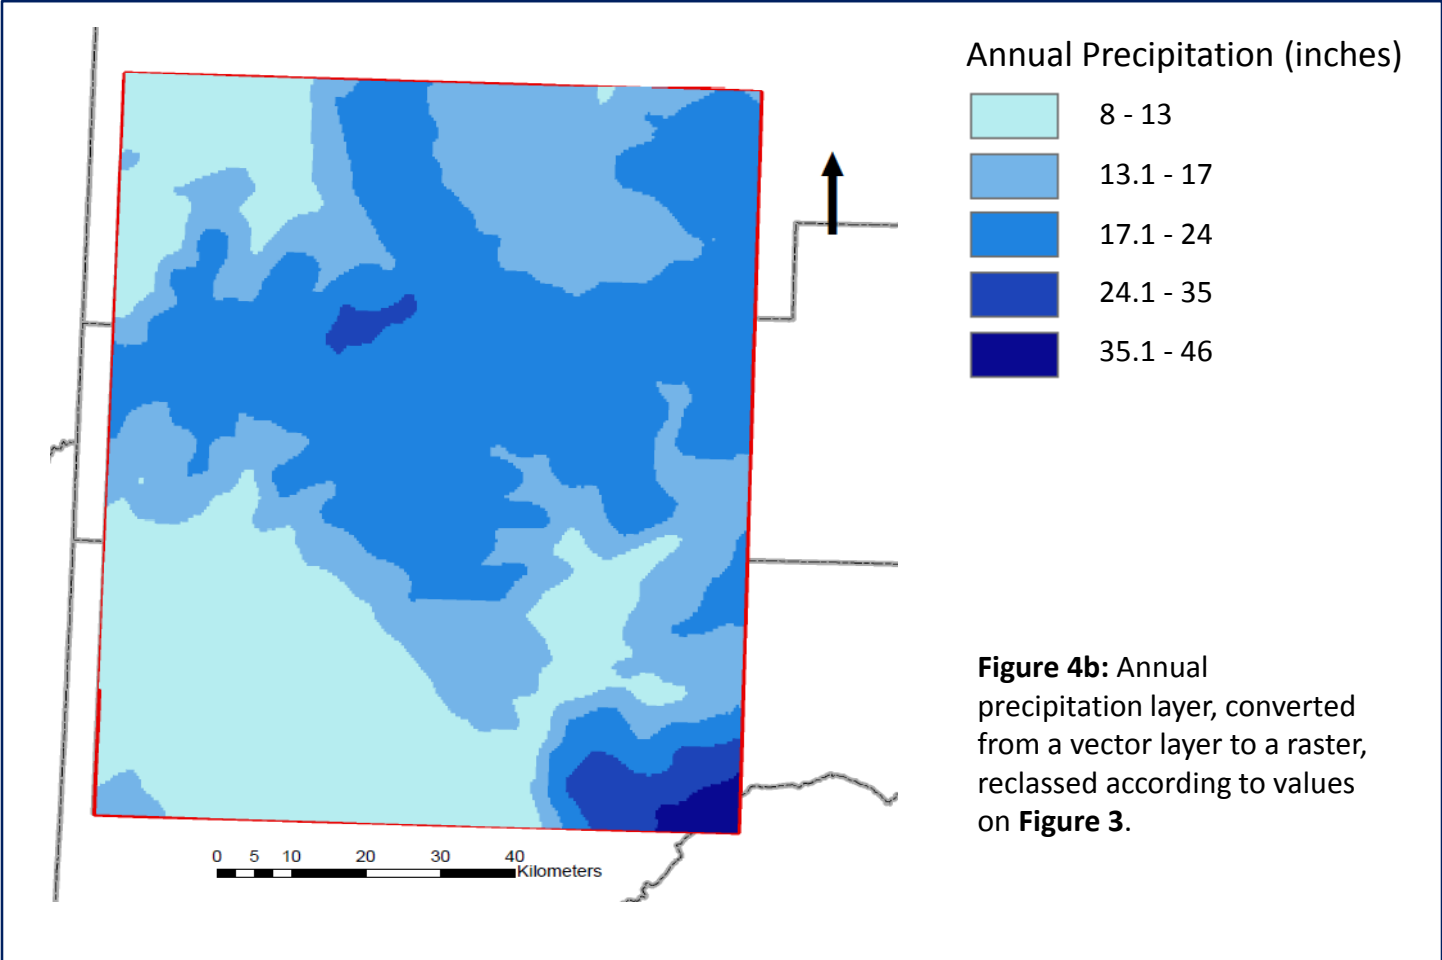 Annual Precipitation (inches)
8 - 13
13.1 - 17
17.1 - 24
24.1 - 35
35.1 - 46
Figure 4b: Annual
precipitation layer, converted
from a vector layer to a raster,
reclassed according to values
on Figure 3.
0 5 10 20 30 40
Kilometers